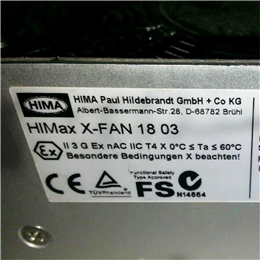 HIMA
HIMA Paul Hildebrandt GmbH + Co KG
Albert-Bassermann-Str. 28, D-68782 Brühl
HIMax X-FAN 18 03
Ex II 3 G Ex nAC IIC T4 X 0°C ≤ Ta ≤ 60°C
Besondere Bedingungen X beachten!
Functional Safety
Type Approved
CE
TÜVRheinland
FS
N14564